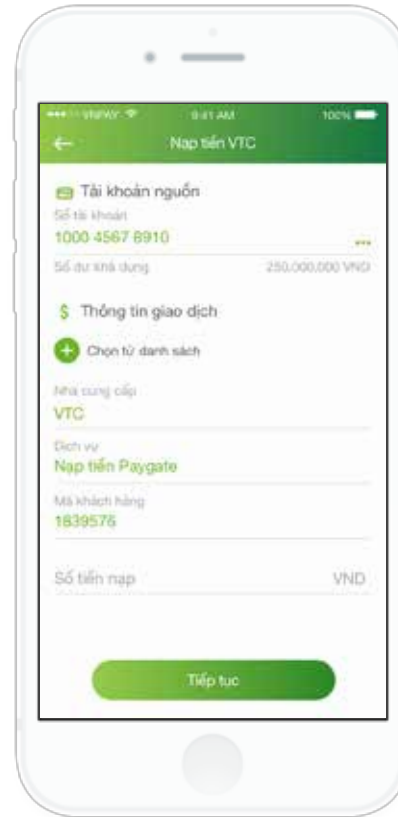 VNPAY 9:41 AM 100%
Nạp tiền VTC
Tài khoản nguồn
Số tài khoản
1000 4567 8910
Số dư khả dụng 250,000,000 VND
$ Thông tin giao dịch
Chọn từ danh sách
Nhà cung cấp
VTC
Dịch vụ
Nạp tiền Paygate
Mã khách hàng
1839576
Số tiền nạp VND
Tiếp tục